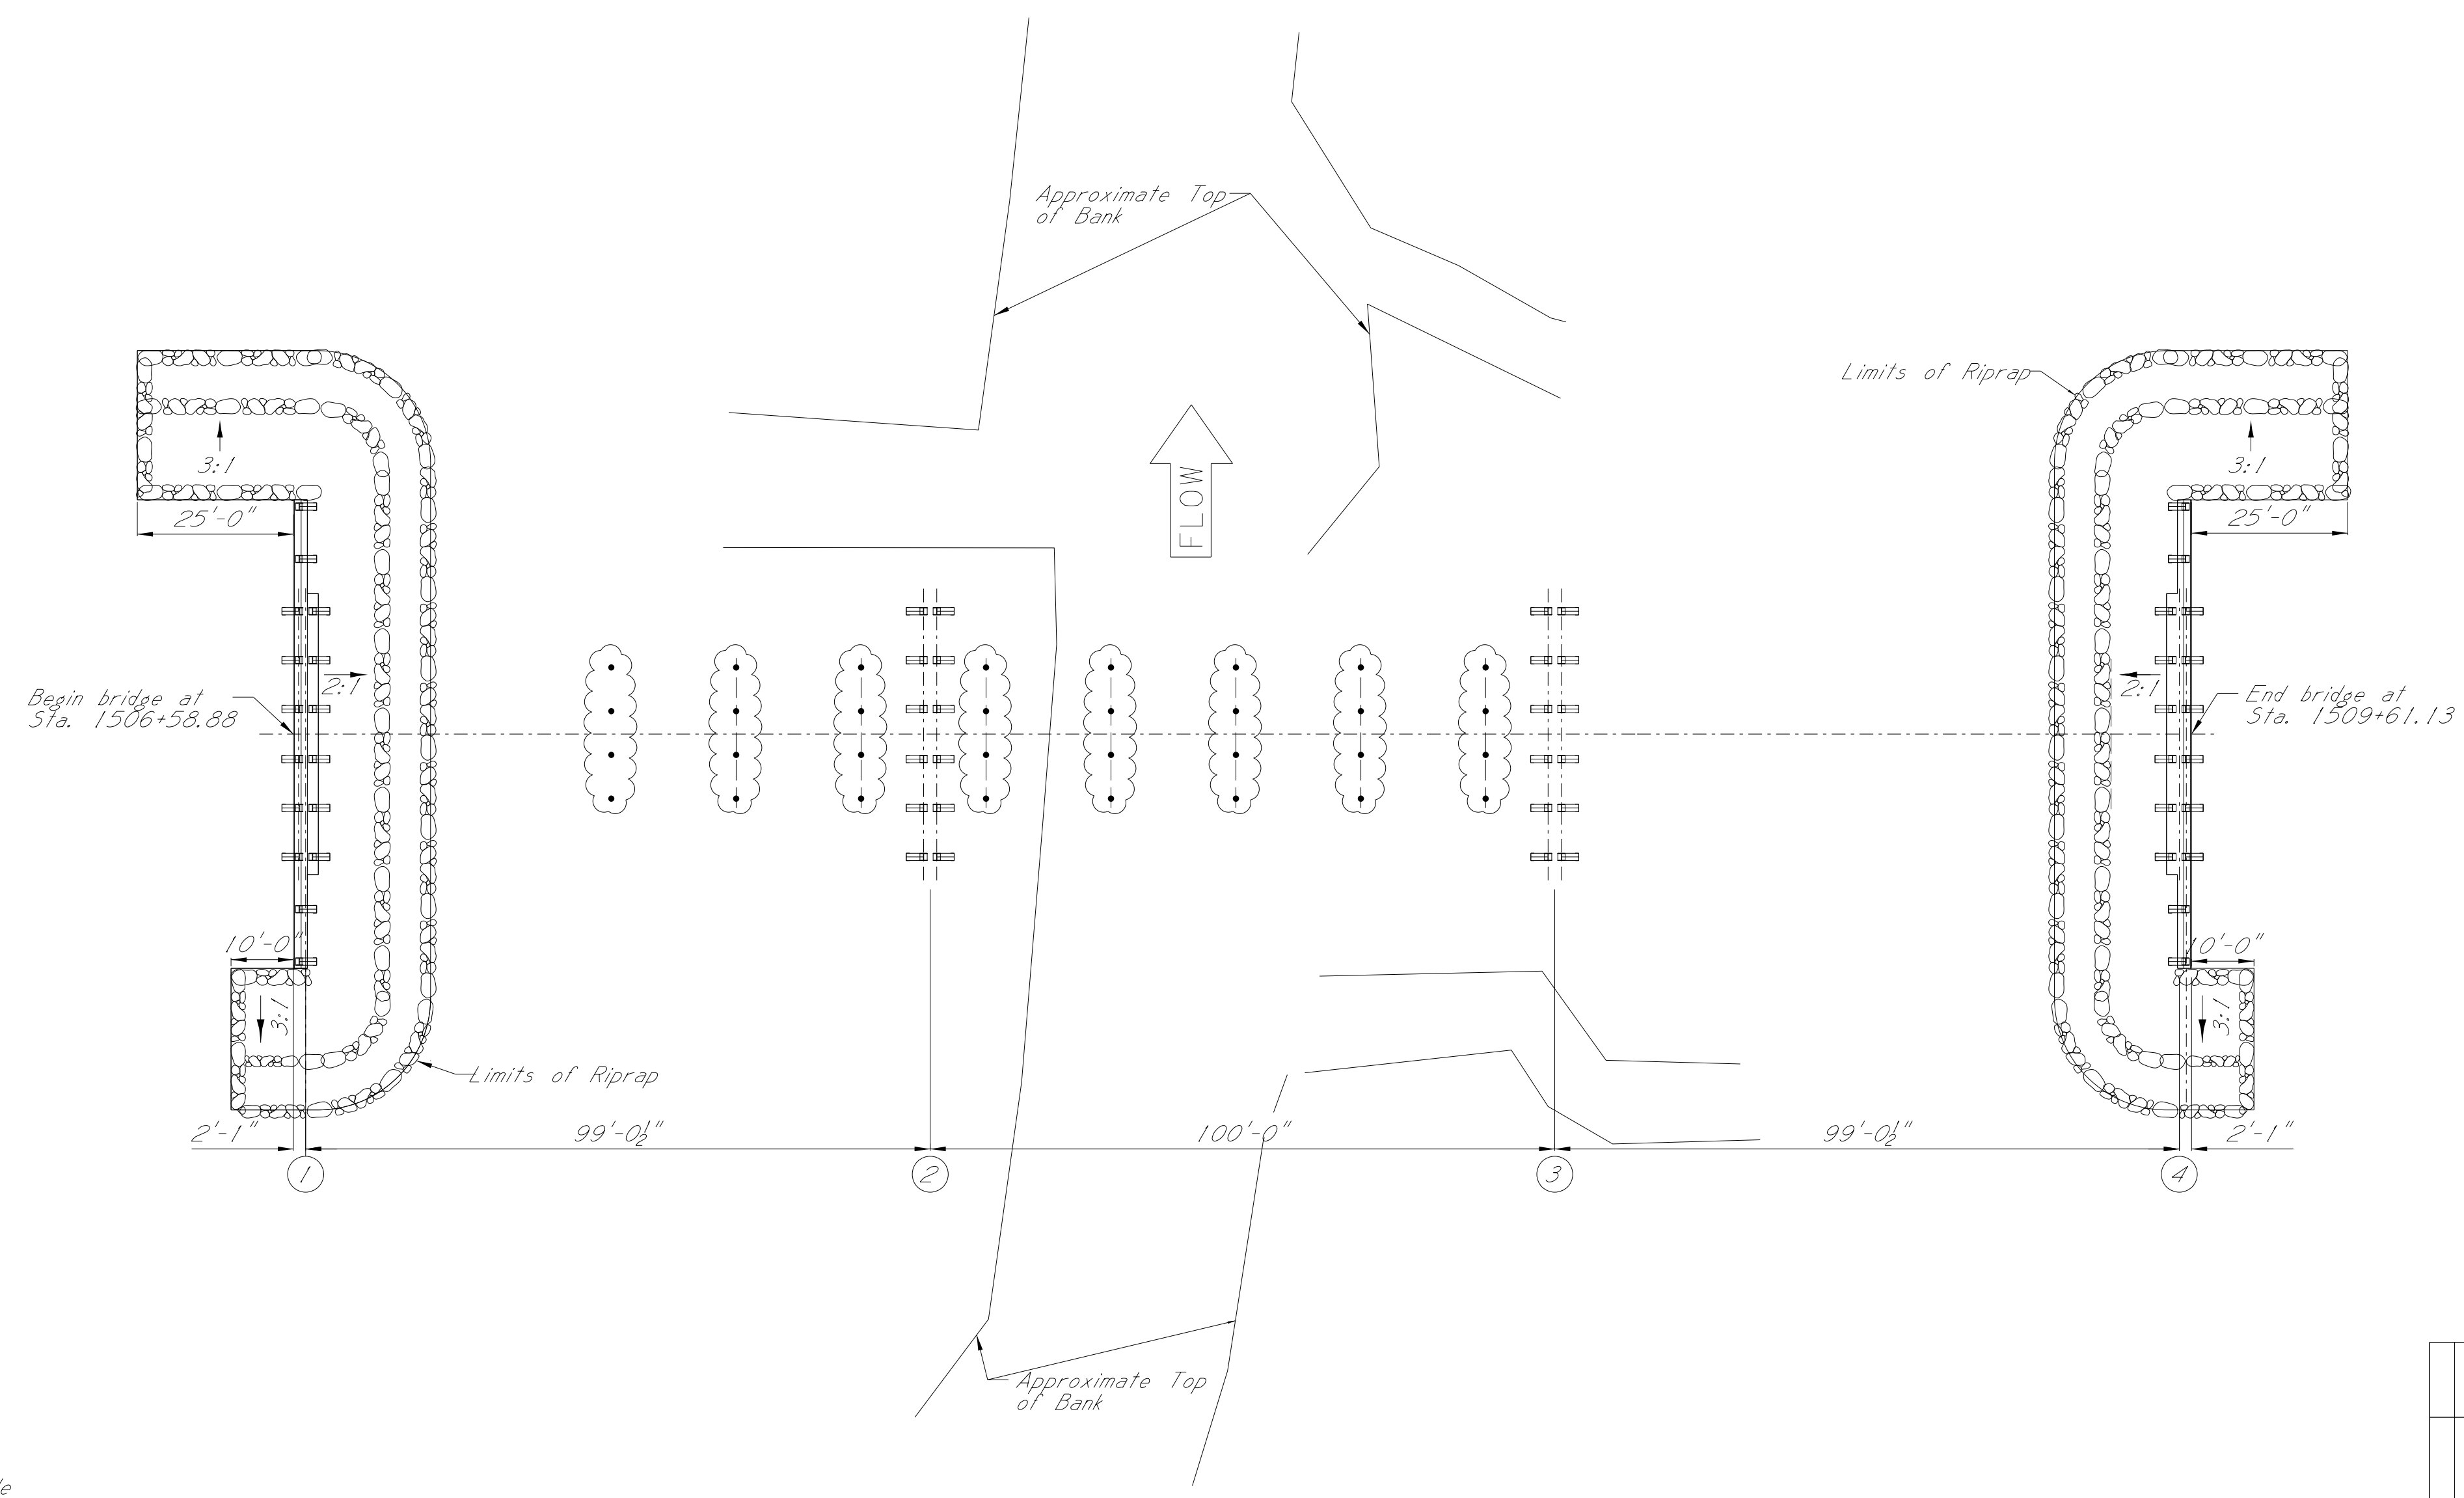 Approximate Top
of Bank
Limits of Riprap
3:1
3:1
25'-0"
25'-0"
FLOW
2:1
2:1
Begin bridge at
Sta. 1506+58.88
End bridge at
Sta. 1509+61.13
10'-0"
10'-0"
3:1
3:1
Limits of Riprap
2'-1"
99'-0½"
100'-0"
99'-0½"
2'-1"
1
2
3
4
Approximate Top
of Bank